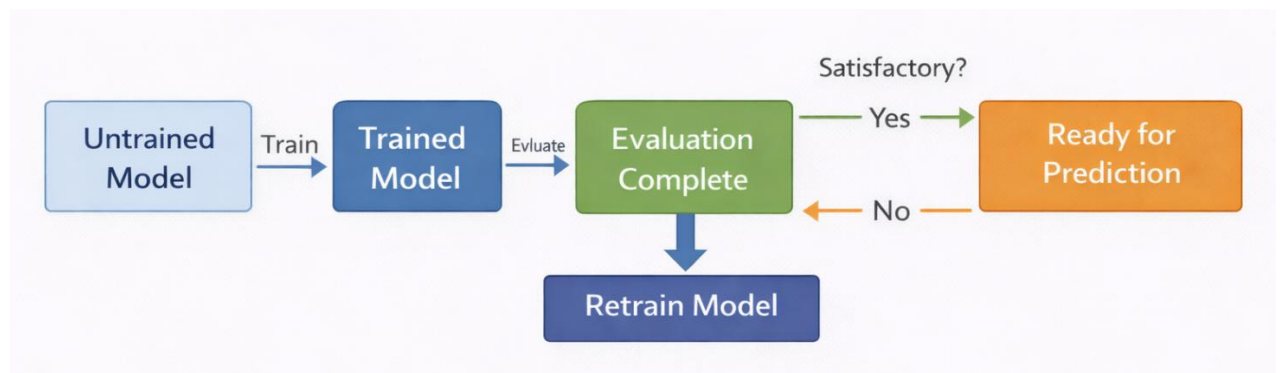 Satisfactory?
Untrained
Model
Train
Trained
Model
Evluate
Evaluation
Complete
Yes
No
Ready for
Prediction
Retrain Model